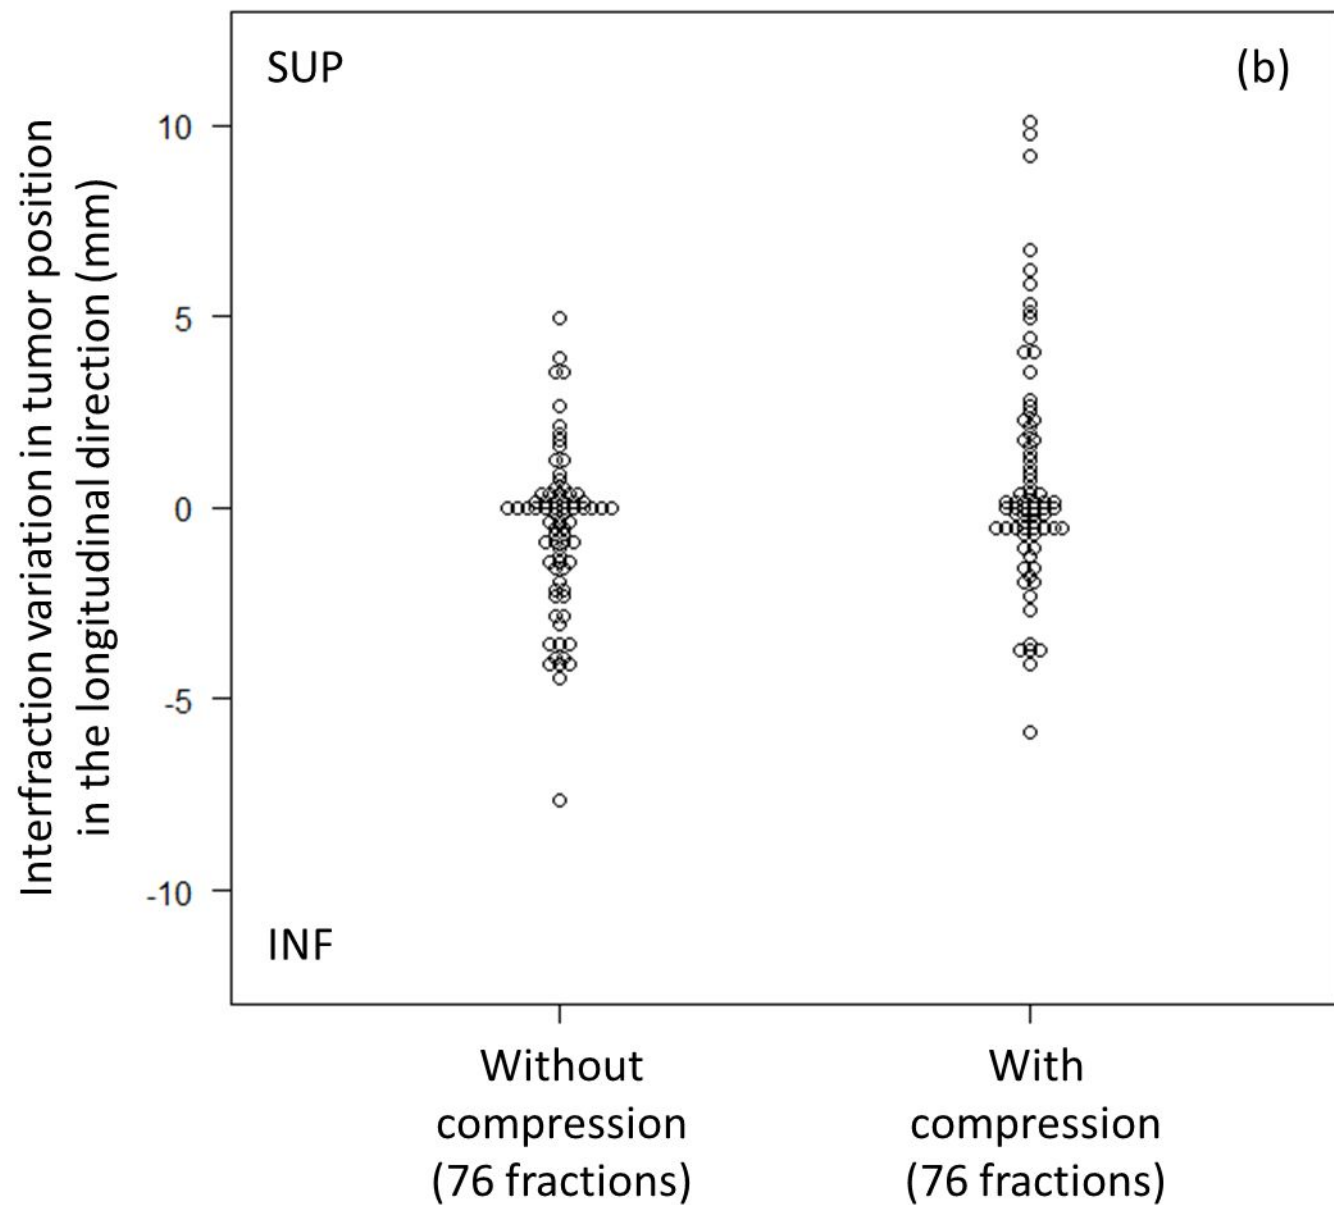 SUP
(b)
Interfraction variation in tumor position
in the longitudinal direction (mm)
10
5
0
-5
-10
INF
Without
compression
(76 fractions)
With
compression
(76 fractions)